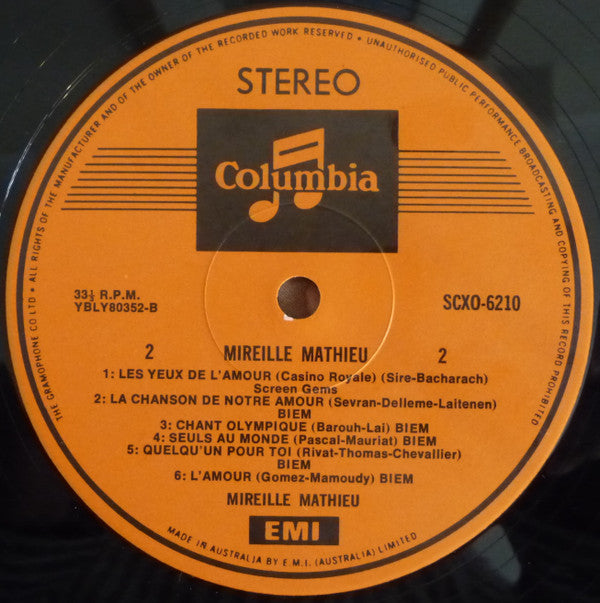 THE GRAMOPHONE CO LTD • ALL RIGHTS OF THE MANUFACTURER AND OF THE OWNER OF THE RECORDED WORK RESERVED • UNAUTHORISED PUBLIC PERFORMANCE BROADCASTING AND COPYING OF THIS RECORD PROHIBITED
STEREO
Columbia
33⅓ R.P.M.
YBLY80352-B
SCXO-6210
2 MIREILLE MATHIEU 2
1: LES YEUX DE L'AMOUR (Casino Royale) (Sire-Bacharach)
Screen Gems
2: LA CHANSON DE NOTRE AMOUR (Sevran-Delleme-Laitenen)
BIEM
3: CHANT OLYMPIQUE (Barouh-Lai) BIEM
4: SEULS AU MONDE (Pascal-Mauriat) BIEM
5: QUELQU'UN POUR TOI (Rivat-Thomas-Chevallier)
BIEM
6: L'AMOUR (Gomez-Mamoudy) BIEM
MIREILLE MATHIEU
EMI
MADE IN AUSTRALIA BY E.M.I. (AUSTRALIA) LIMITED